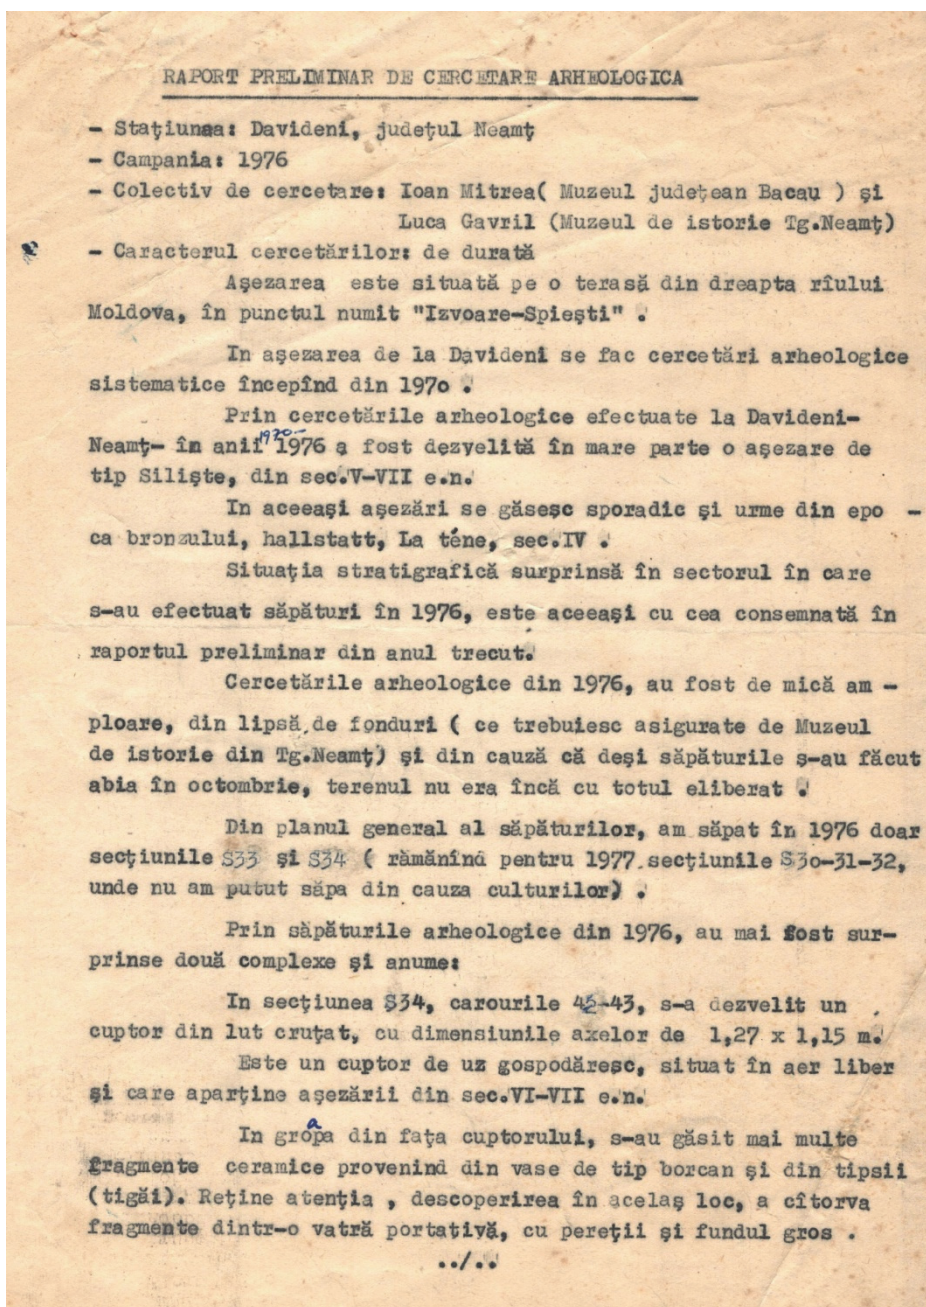 RAPORT PRELIMINAR DE CERCETARE ARHEOLOGICA
- Staţiunea: Davideni, judeţul Neamţ
- Campania: 1976
- Colectiv de cercetare: Ioan Mitrea( Muzeul judeţean Bacau ) şi
Luca Gavril (Muzeul de istorie Tg.Neamţ)
- Caracterul cercetărilor: de durată
Aşezarea este situată pe o terasă din dreapta rîului
Moldova, în punctul numit "Izvoare-Spieşti" .
In aşezarea de la Davideni se fac cercetări arheologice
sistematice începînd din 197o .
Prin cercetările arheologice efectuate la Davideni-
Neamţ- în anii 1970- 1976 a fost dezvelită în mare parte o aşezare de
tip Silişte, din sec.V-VII e.n.
In aceeaşi aşezări se găsesc sporadic şi urme din epo -
ca bronzului, hallstatt, La téne, sec.IV .
Situaţia stratigrafică surprinsă în sectorul în care
s-au efectuat săpături în 1976, este aceeaşi cu cea consemnată în
raportul preliminar din anul trecut.
Cercetările arheologice din 1976, au fost de mică am -
ploare, din lipsă de fonduri ( ce trebuiesc asigurate de Muzeul
de istorie din Tg.Neamţ) şi din cauză că deşi săpăturile s-au făcut
abia în octombrie, terenul nu era încă cu totul eliberat .
Din planul general al săpăturilor, am săpat în 1976 doar
secţiunile S33 şi S34 ( rămănînd pentru 1977 secţiunile S3o-31-32,
unde nu am putut săpa din cauza culturilor) .
Prin săpăturile arheologice din 1976, au mai fost sur-
prinse două complexe şi anume:
In secţiunea S34, carourile 42-43, s-a dezvelit un
cuptor din lut cruţat, cu dimensiunile axelor de 1,27 x 1,15 m.
Este un cuptor de uz gospodăresc, situat în aer liber
şi care aparţine aşezării din sec.VI-VII e.n.
In groapa din faţa cuptorului, s-au găsit mai multe
fragmente ceramice provenind din vase de tip borcan şi din tipsii
(tigăi). Reţine atenţia , descoperirea în acelaş loc, a cîtorva
fragmente dintr-o vatră portativă, cu pereţii şi fundul gros .
../..